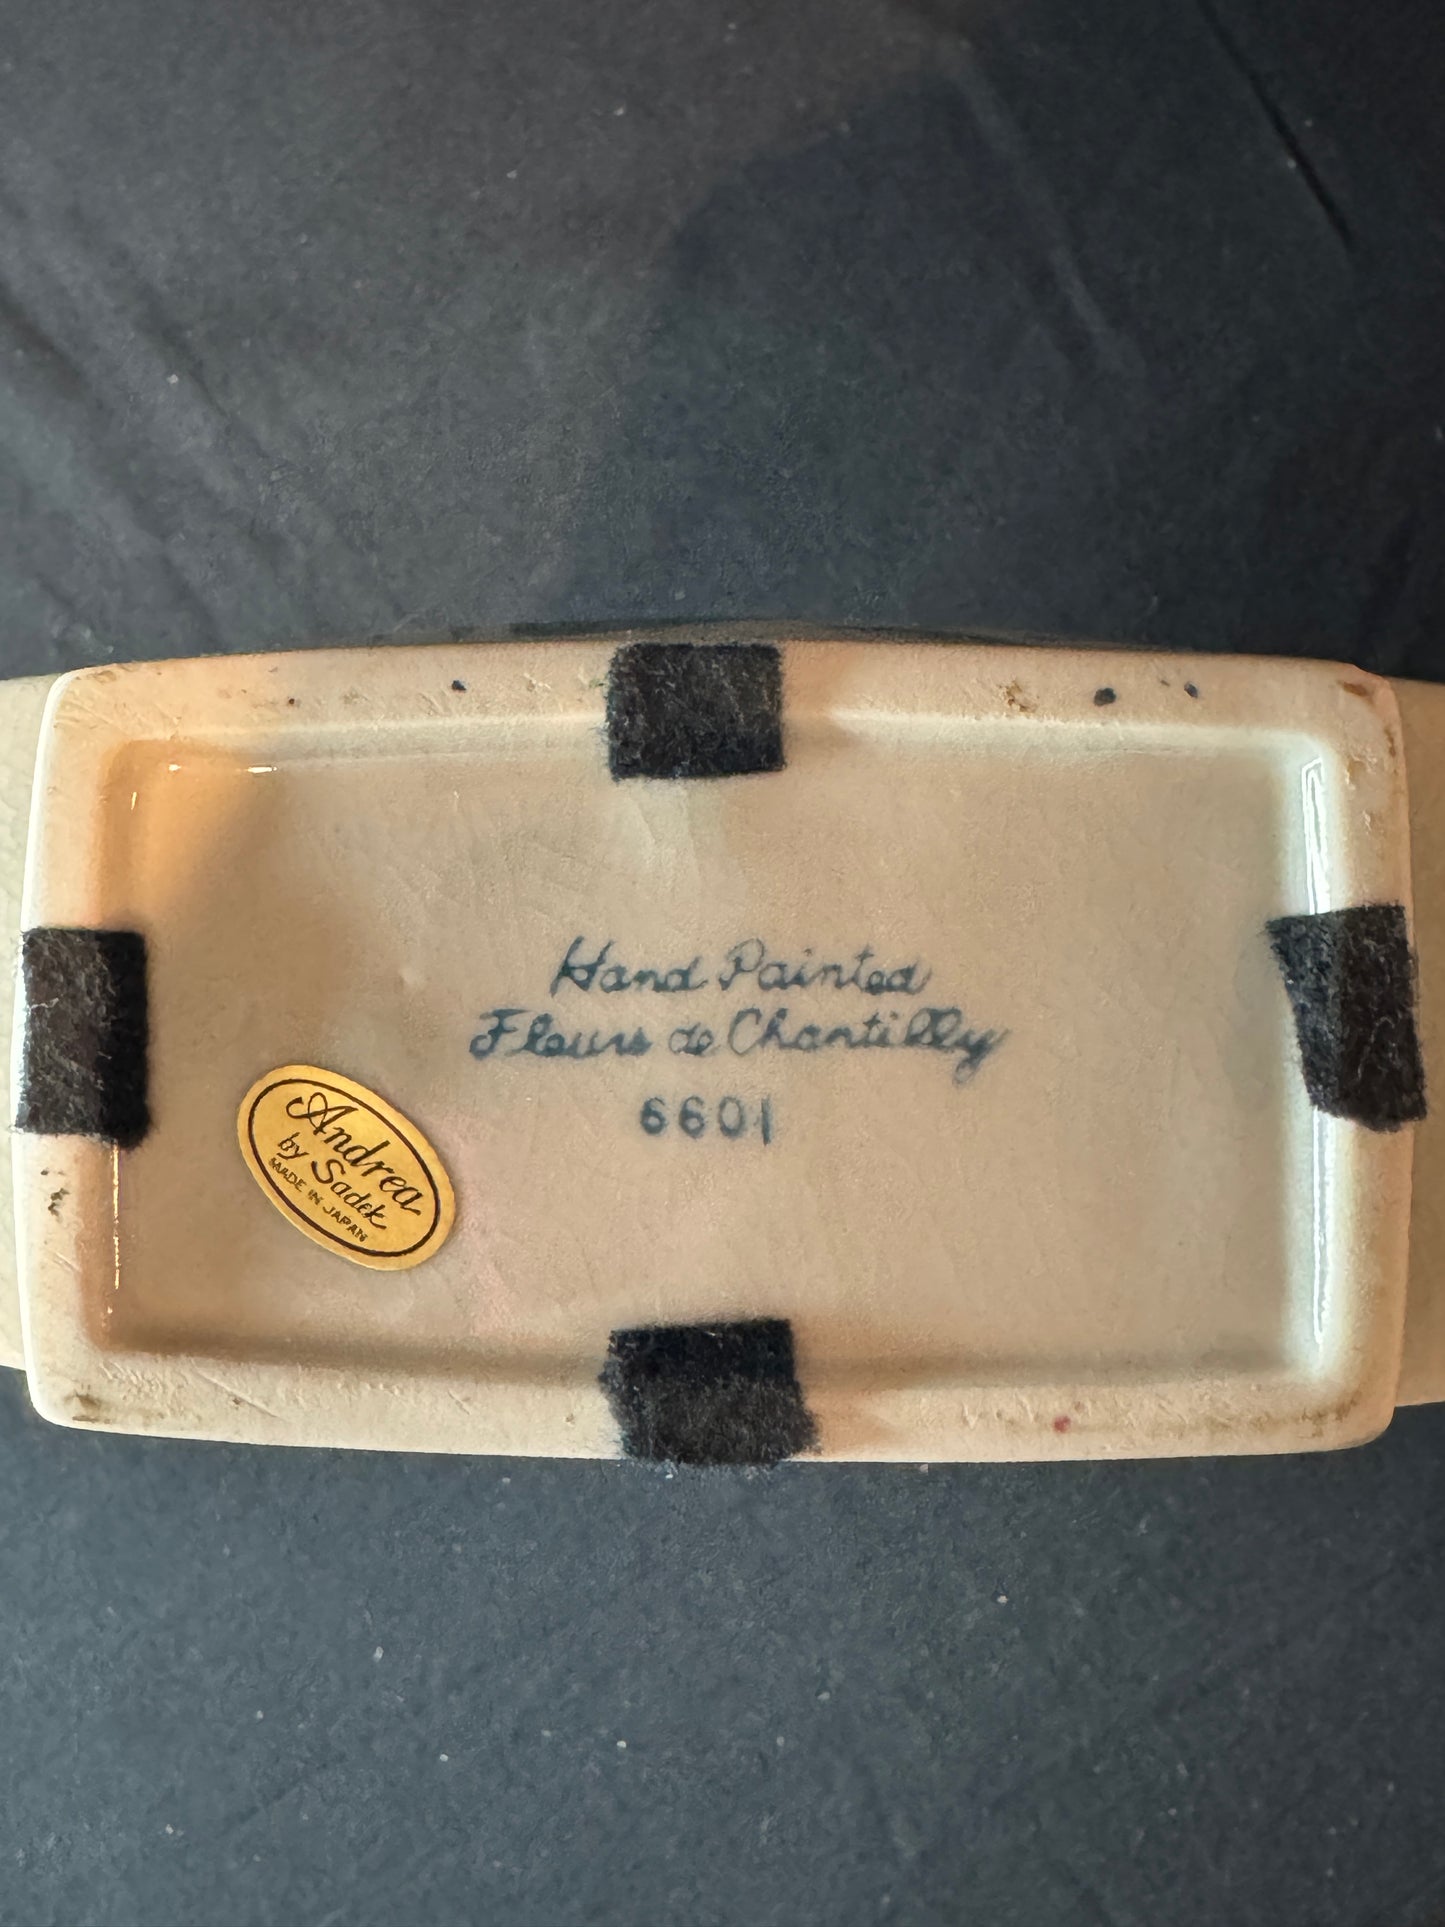 Hand Painted
Fleurs de Chantilly
6601
Andrea
by Sadek
MADE IN JAPAN